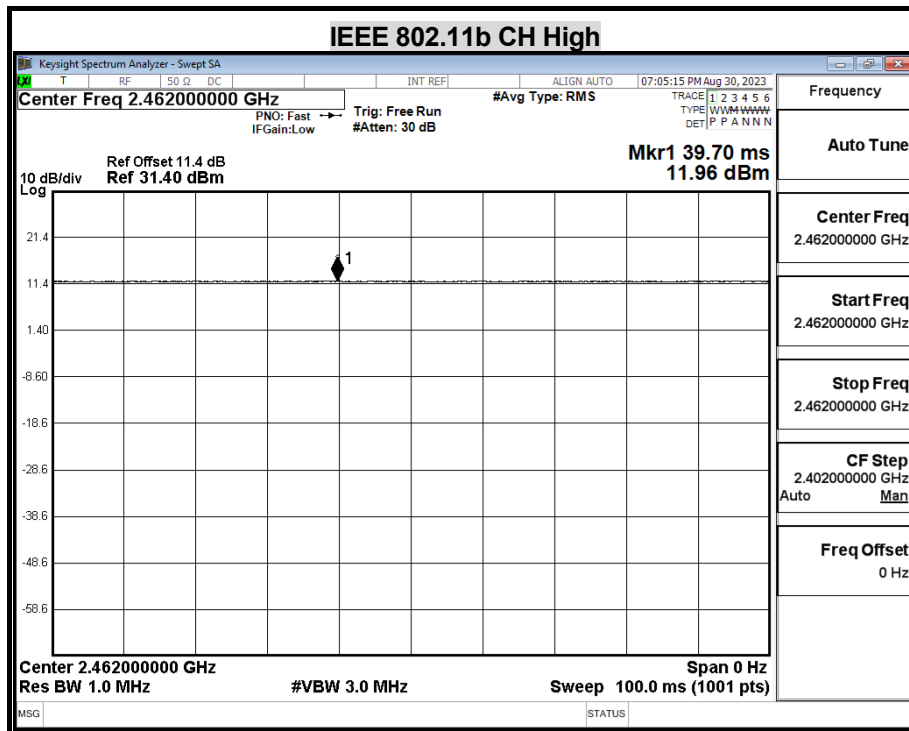 IEEE 802.11b CH High
Keysight Spectrum Analyzer - Swept SA
LXI T RF 50 Ω DC INT REF ALIGN AUTO 07:05:15 PM Aug 30, 2023
Center Freq 2.462000000 GHz
PNO: Fast
IFGain:Low
Trig: Free Run
#Atten: 30 dB
#Avg Type: RMS
TRACE 1 2 3 4 5 6
TYPE WWMWWWW
DET P P A N N N
Mkr1 39.70 ms
11.96 dBm
Ref Offset 11.4 dB
10 dB/div Ref 31.40 dBm
Log
21.4
1
11.4
1.40
-8.60
-18.6
-28.6
-38.6
-48.6
-58.6
Center 2.462000000 GHz Span 0 Hz
Res BW 1.0 MHz #VBW 3.0 MHz Sweep 100.0 ms (1001 pts)
MSG STATUS
Frequency
Auto Tune
Center Freq
2.462000000 GHz
Start Freq
2.462000000 GHz
Stop Freq
2.462000000 GHz
CF Step
2.402000000 GHz
Auto Man
Freq Offset
0 Hz